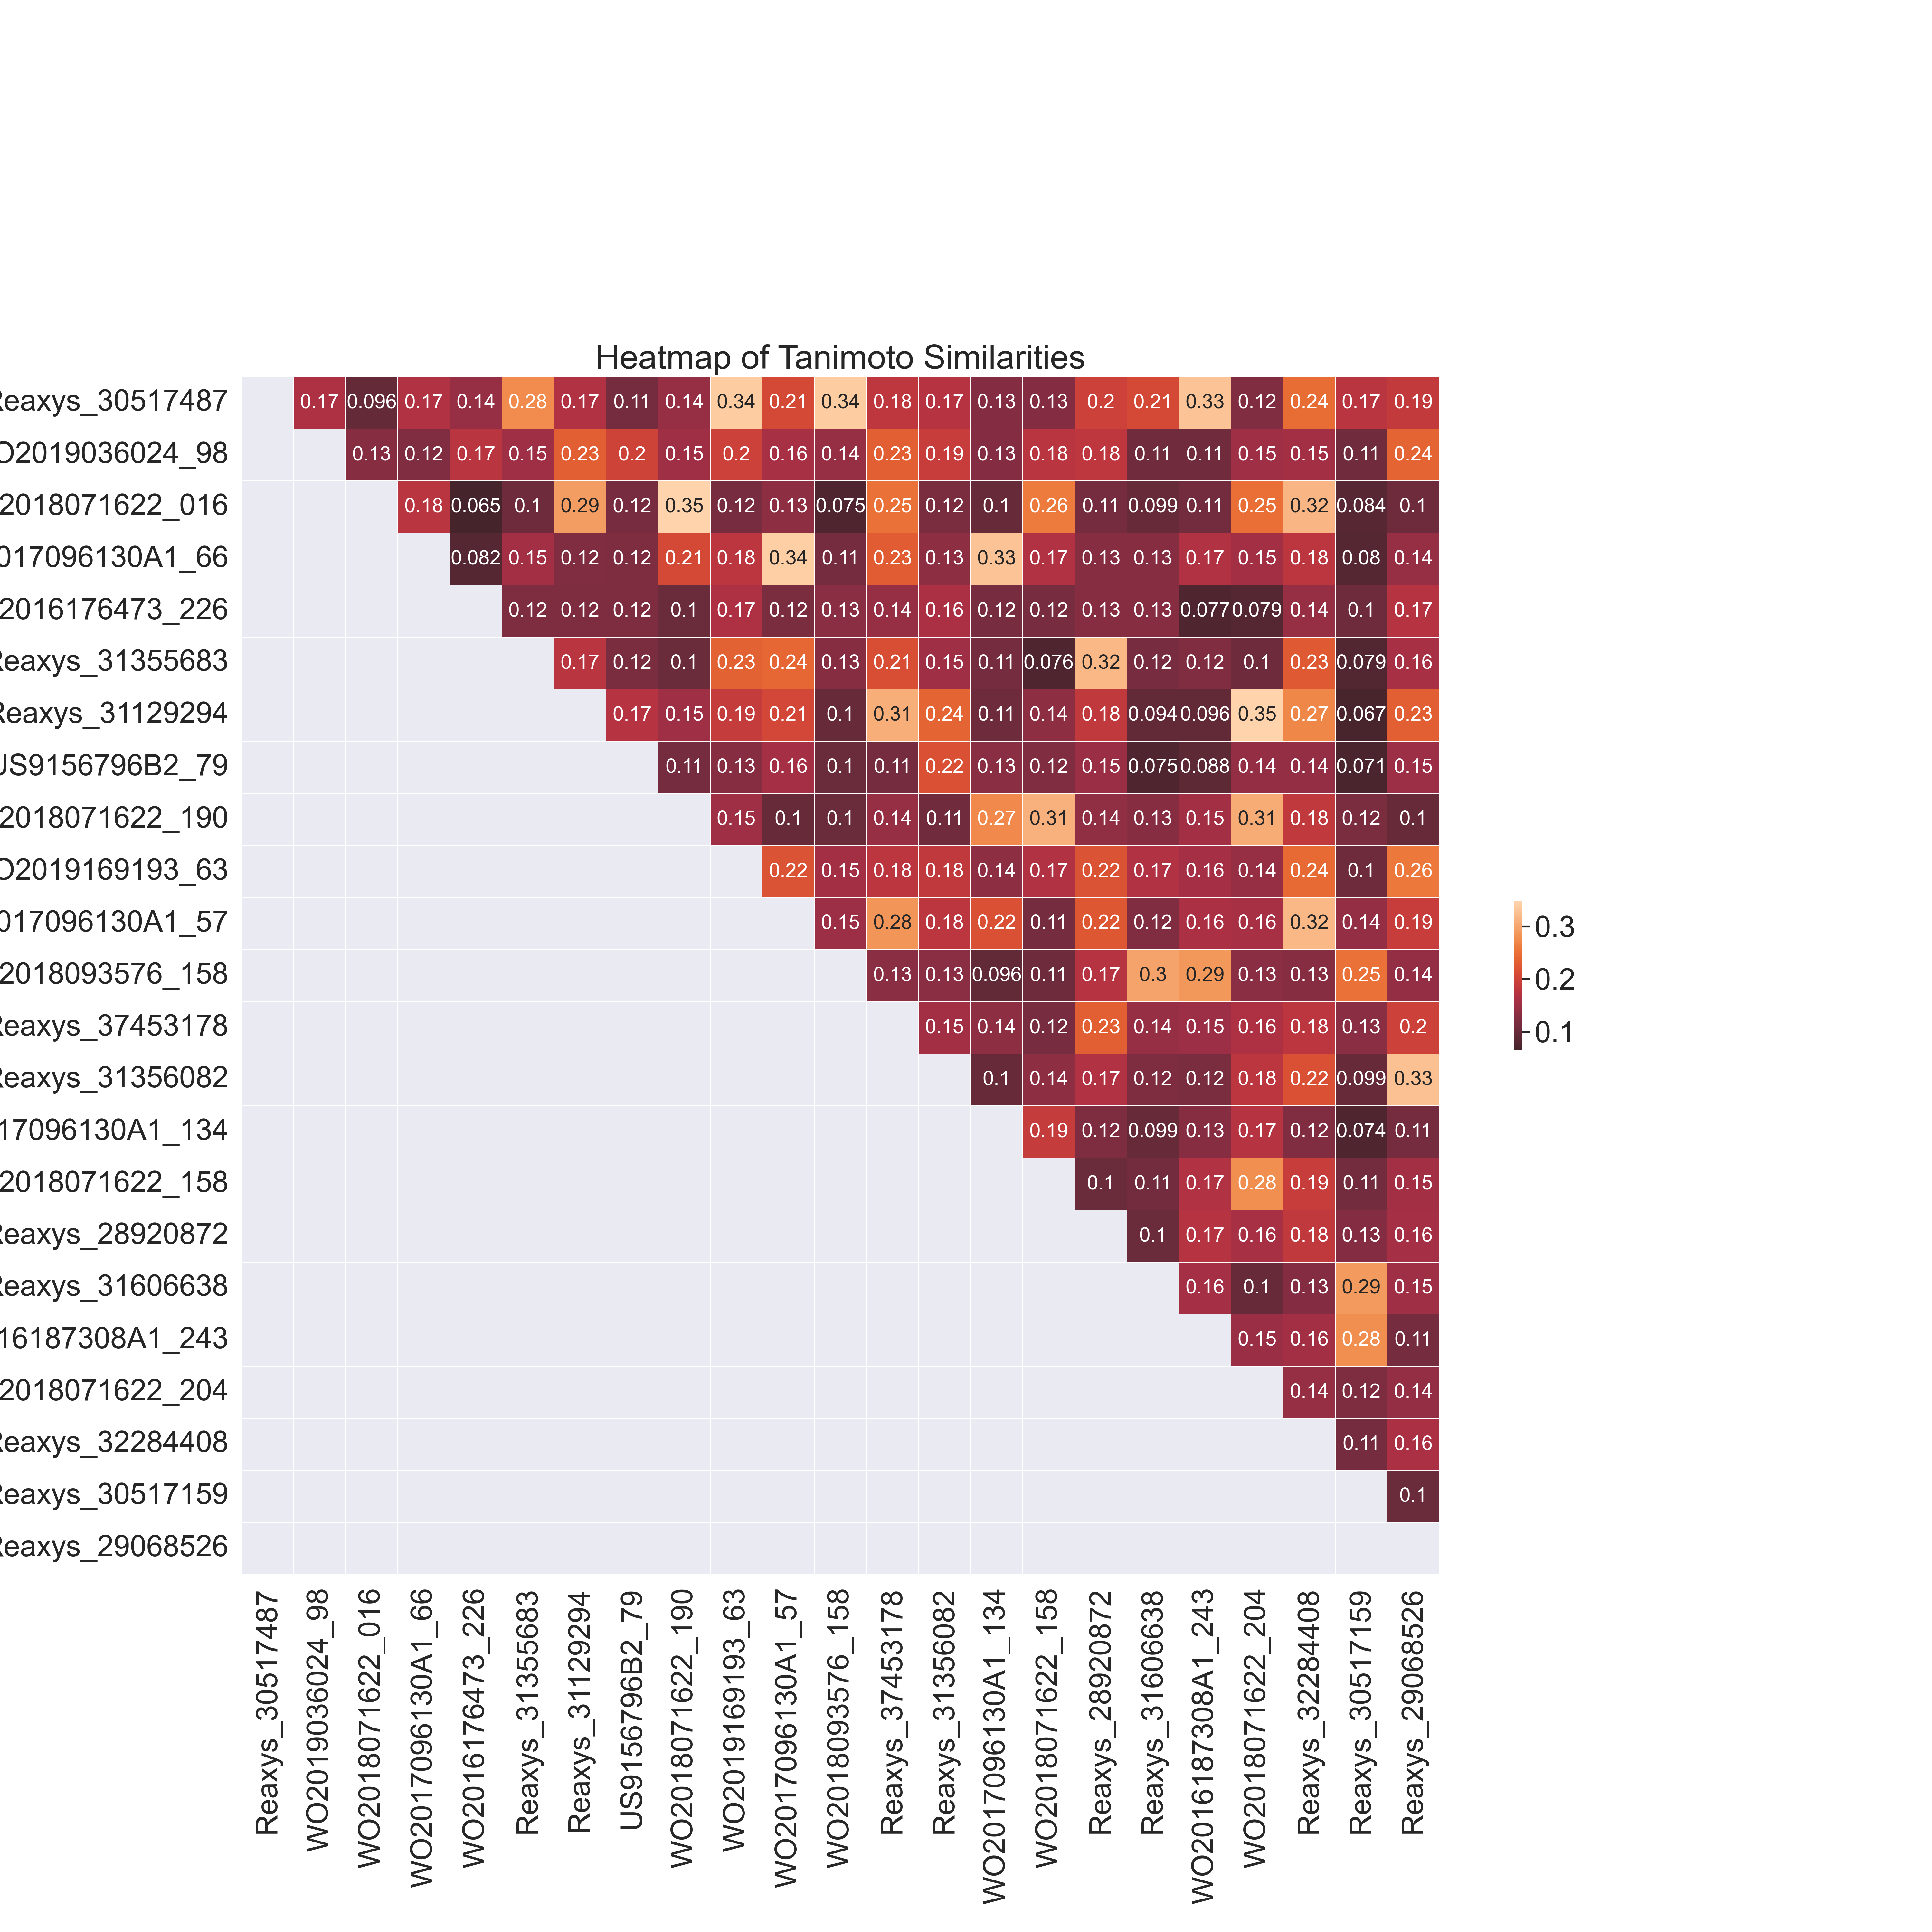 Heatmap of Tanimoto Similarities
Reaxys_30517487 0.17 0.096 0.17 0.14 0.28 0.17 0.11 0.14 0.34 0.21 0.34 0.18 0.17 0.13 0.13 0.2 0.21 0.33 0.12 0.24 0.17 0.19
O2019036024_98 0.13 0.12 0.17 0.15 0.23 0.2 0.15 0.2 0.16 0.14 0.23 0.19 0.13 0.18 0.18 0.11 0.11 0.15 0.15 0.11 0.24
2018071622_016 0.18 0.065 0.1 0.29 0.12 0.35 0.12 0.13 0.075 0.25 0.12 0.1 0.26 0.11 0.099 0.11 0.25 0.32 0.084 0.1
017096130A1_66 0.082 0.15 0.12 0.12 0.21 0.18 0.34 0.11 0.23 0.13 0.33 0.17 0.13 0.13 0.17 0.15 0.18 0.08 0.14
2016176473_226 0.12 0.12 0.12 0.1 0.17 0.12 0.13 0.14 0.16 0.12 0.12 0.13 0.13 0.077 0.079 0.14 0.1 0.17
Reaxys_31355683 0.17 0.12 0.1 0.23 0.24 0.13 0.21 0.15 0.11 0.076 0.32 0.12 0.12 0.1 0.23 0.079 0.16
Reaxys_31129294 0.17 0.15 0.19 0.21 0.1 0.31 0.24 0.11 0.14 0.18 0.094 0.096 0.35 0.27 0.067 0.23
US9156796B2_79 0.11 0.13 0.16 0.1 0.11 0.22 0.13 0.12 0.15 0.075 0.088 0.14 0.14 0.071 0.15
2018071622_190 0.15 0.1 0.1 0.14 0.11 0.27 0.31 0.14 0.13 0.15 0.31 0.18 0.12 0.1
O2019169193_63 0.22 0.15 0.18 0.18 0.14 0.17 0.22 0.17 0.16 0.14 0.24 0.1 0.26
017096130A1_57 0.15 0.28 0.18 0.22 0.11 0.22 0.12 0.16 0.16 0.32 0.14 0.19
2018093576_158 0.13 0.13 0.096 0.11 0.17 0.3 0.29 0.13 0.13 0.25 0.14
Reaxys_37453178 0.15 0.14 0.12 0.23 0.14 0.15 0.16 0.18 0.13 0.2
Reaxys_31356082 0.1 0.14 0.17 0.12 0.12 0.18 0.22 0.099 0.33
17096130A1_134 0.19 0.12 0.099 0.13 0.17 0.12 0.074 0.11
2018071622_158 0.1 0.11 0.17 0.28 0.19 0.11 0.15
Reaxys_28920872 0.1 0.17 0.16 0.18 0.13 0.16
Reaxys_31606638 0.16 0.1 0.13 0.29 0.15
16187308A1_243 0.15 0.16 0.28 0.11
2018071622_204 0.14 0.12 0.14
Reaxys_32284408 0.11 0.16
Reaxys_30517159 0.1
Reaxys_29068526
Reaxys_30517487
WO2019036024_98
WO2018071622_016
WO2017096130A1_66
WO2016176473_226
Reaxys_31355683
Reaxys_31129294
US9156796B2_79
WO2018071622_190
WO2019169193_63
WO2017096130A1_57
WO2018093576_158
Reaxys_37453178
Reaxys_31356082
WO2017096130A1_134
WO2018071622_158
Reaxys_28920872
Reaxys_31606638
WO2016187308A1_243
WO2018071622_204
Reaxys_32284408
Reaxys_30517159
Reaxys_29068526
0.3
0.2
0.1